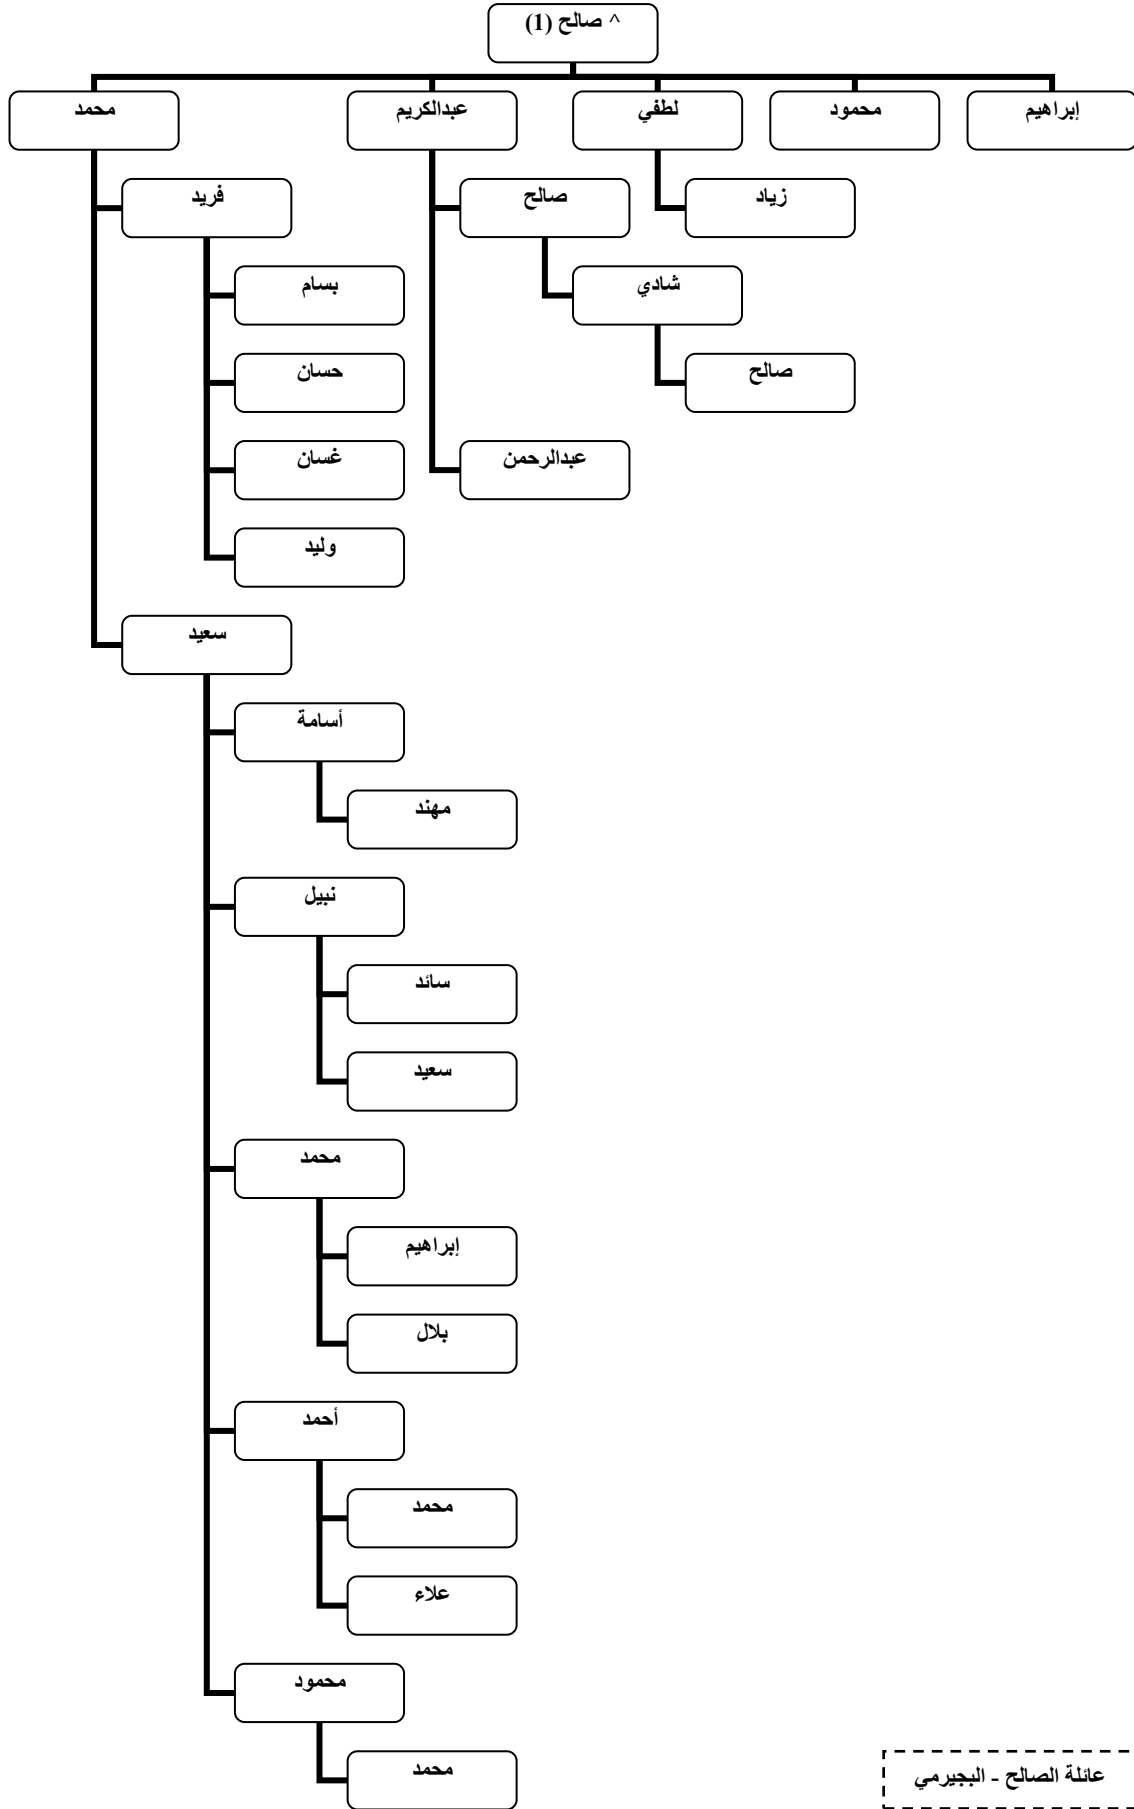 ^ صالح (1)
إبراهيم
محمود
لطفي
عبدالكريم
محمد
زياد
صالح
فريد
شادي
بسام
صالح
حسان
عبدالرحمن
غسان
وليد
سعيد
أسامة
مهند
نبيل
سائد
سعيد
محمد
إبراهيم
بلال
أحمد
محمد
علاء
محمود
محمد
عائلة الصالح - البجيرمي